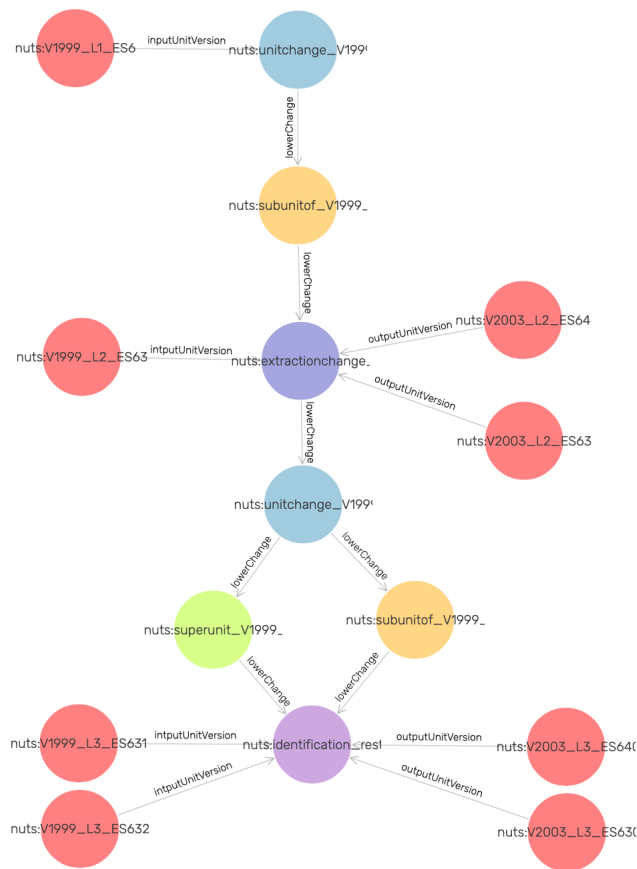 nuts:V1999_L1_ES6
inputUnitVersion
nuts:unitchange_V199
lowerChange
nuts:subunitof_V1999_
lowerChange
nuts:V2003_L2_ES64
outputUnitVersion
nuts:V1999_L2_ES63
intputUnitVersion
nuts:extractionchange_
outputUnitVersion
nuts:V2003_L2_ES63
lowerChange
nuts:unitchange_V199
lowerChange
lowerChange
nuts:superunit_V1999_
nuts:subunitof_V1999_
lowerChange
lowerChange
nuts:V1999_L3_ES631
intputUnitVersion
nuts:identification_rest
outputUnitVersion
nuts:V2003_L3_ES640
intputUnitVersion
outputUnitVersion
nuts:V1999_L3_ES632
nuts:V2003_L3_ES630